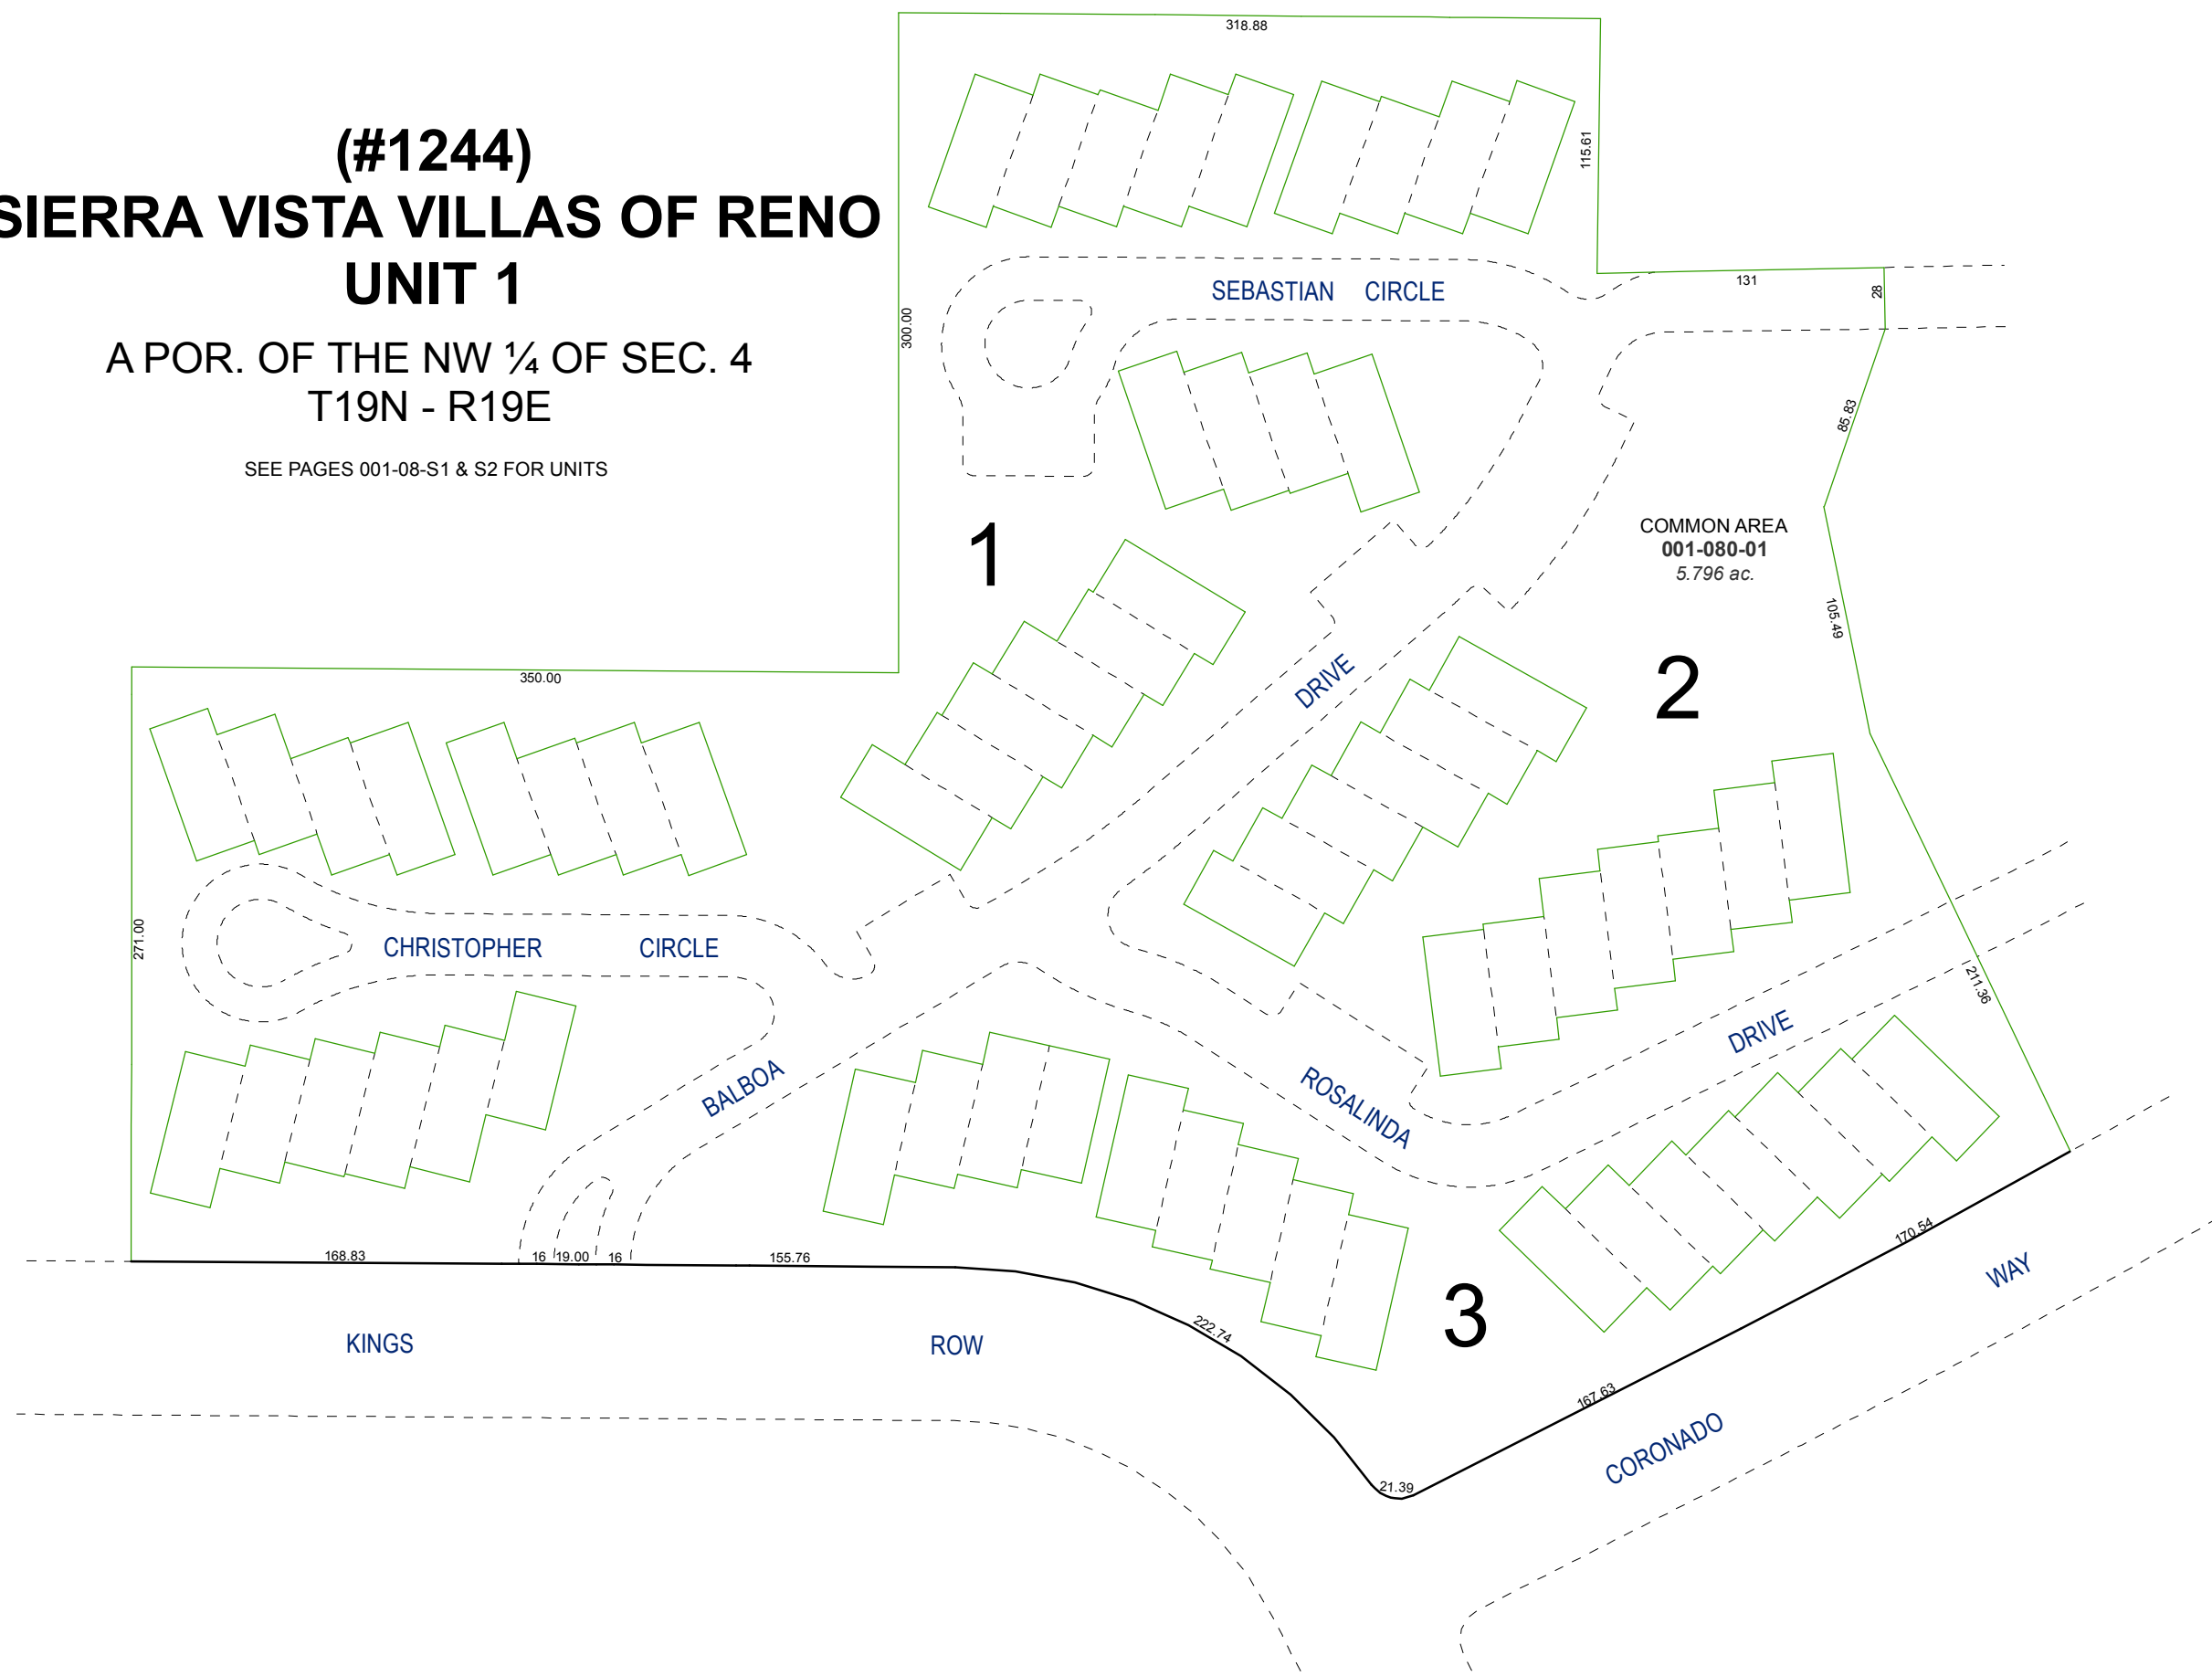 318.88
(#1244)
SIERRA VISTA VILLAS OF RENO
UNIT 1
A POR. OF THE NW ¼ OF SEC. 4
T19N - R19E
SEE PAGES 001-08-S1 & S2 FOR UNITS
115.61
SEBASTIAN CIRCLE
131
28
300.00
85.83
1
COMMON AREA
001-080-01
5.796 ac.
105.49
350.00
DRIVE
2
271.00
CHRISTOPHER CIRCLE
211.36
DRIVE
BALBOA
ROSALINDA
168.83
16
19.00
16
155.76
170.54
WAY
222.74
3
KINGS
ROW
167.63
CORONADO
21.39